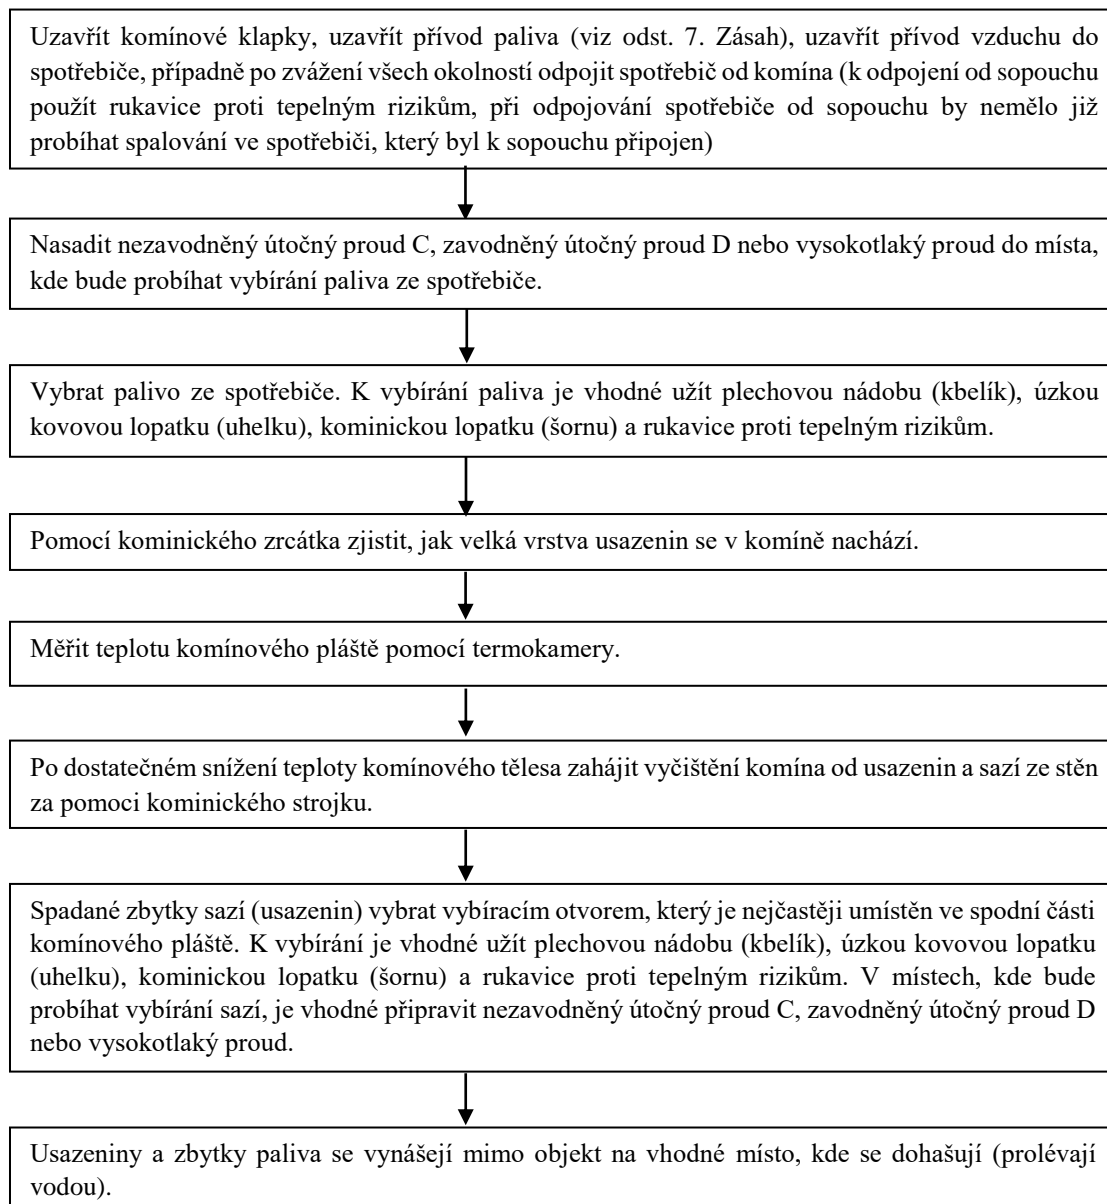 Uzavřít komínové klapky, uzavřít přívod paliva (viz odst. 7. Zásah), uzavřít přívod vzduchu do
spotřebiče, případně po zvážení všech okolností odpojit spotřebič od komína (k odpojení od sopouchu
použít rukavice proti tepelným rizikům, při odpojování spotřebiče od sopouchu by nemělo již
probíhat spalování ve spotřebiči, který byl k sopouchu připojen)
Nasadit nezavodněný útočný proud C, zavodněný útočný proud D nebo vysokotlaký proud do místa,
kde bude probíhat vybírání paliva ze spotřebiče.
Vybrat palivo ze spotřebiče. K vybírání paliva je vhodné užít plechovou nádobu (kbelík), úzkou
kovovou lopatku (uhelku), kominickou lopatku (šornu) a rukavice proti tepelným rizikům.
Pomocí kominického zrcátka zjistit, jak velká vrstva usazenin se v komíně nachází.
Měřit teplotu komínového pláště pomocí termokamery.
Po dostatečném snížení teploty komínového tělesa zahájit vyčištění komína od usazenin a sazí ze stěn
za pomoci kominického strojku.
Spadané zbytky sazí (usazenin) vybrat vybíracím otvorem, který je nejčastěji umístěn ve spodní části
komínového pláště. K vybírání je vhodné užít plechovou nádobu (kbelík), úzkou kovovou lopatku
(uhelku), kominickou lopatku (šornu) a rukavice proti tepelným rizikům. V místech, kde bude
probíhat vybírání sazí, je vhodné připravit nezavodněný útočný proud C, zavodněný útočný proud D
nebo vysokotlaký proud.
Usazeniny a zbytky paliva se vynášejí mimo objekt na vhodné místo, kde se dohašují (prolévají
vodou).